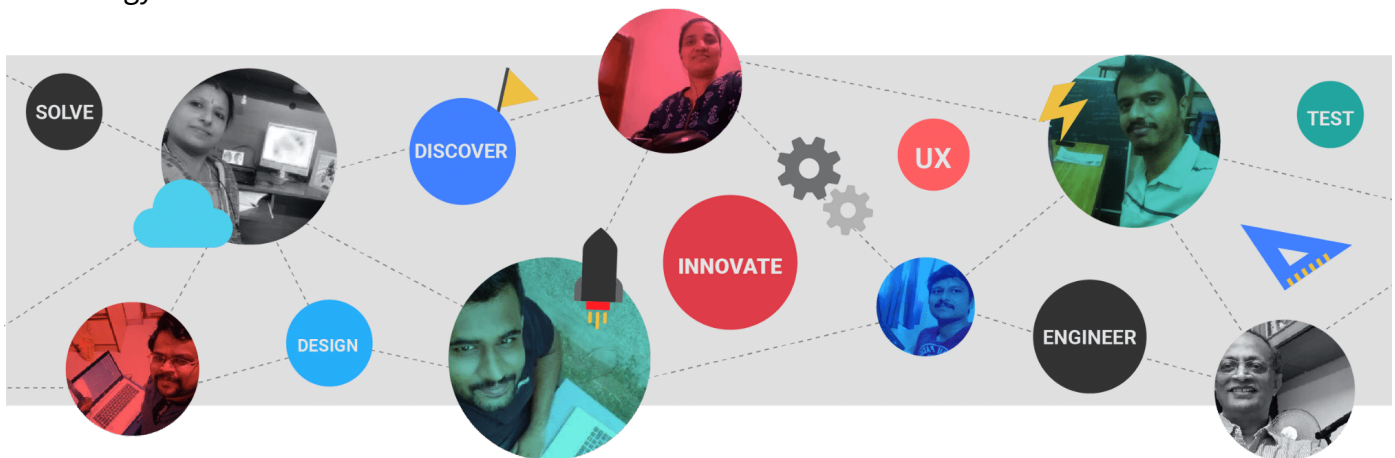 SOLVE
DISCOVER
UX
TEST
INNOVATE
DESIGN
ENGINEER